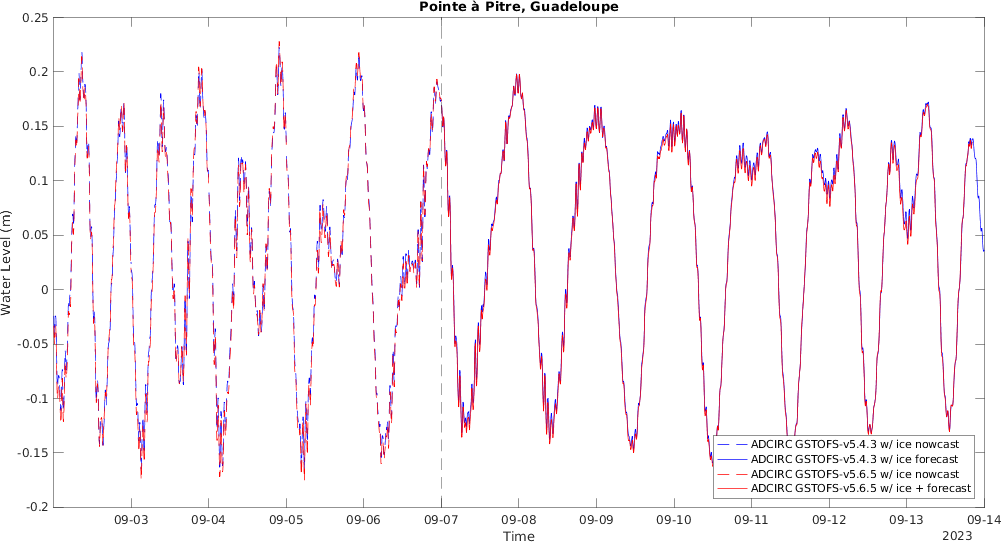 Pointe à Pitre, Guadeloupe
0.25
0.2
0.15
0.1
0.05
0
-0.05
-0.1
-0.15
-0.2
Water Level (m)
ADCIRC GSTOFS-v5.4.3 w/ ice nowcast
ADCIRC GSTOFS-v5.4.3 w/ ice forecast
ADCIRC GSTOFS-v5.6.5 w/ ice nowcast
ADCIRC GSTOFS-v5.6.5 w/ ice + forecast
09-03 09-04 09-05 09-06 09-07 09-08 09-09 09-10 09-11 09-12 09-13 09-14
Time
2023